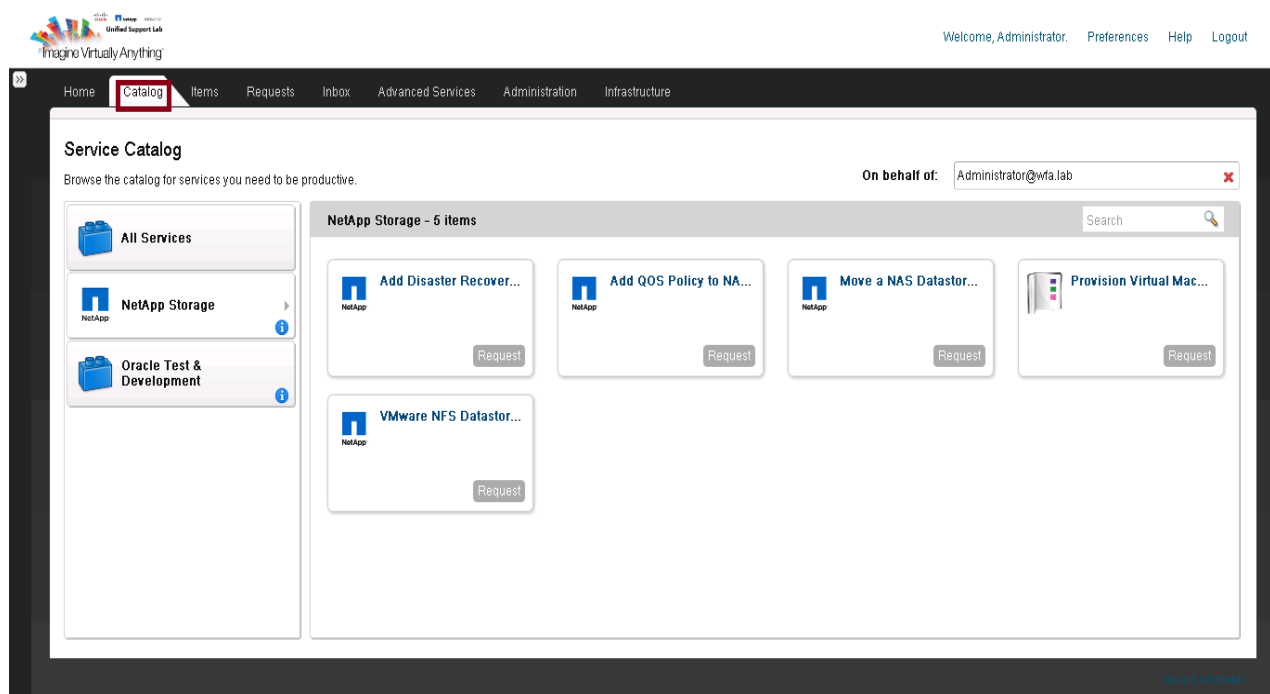 Unified Support Lab
Imagine Virtually Anything
Welcome, Administrator. Preferences Help Logout
Home Catalog Items Requests Inbox Advanced Services Administration Infrastructure
Service Catalog
Browse the catalog for services you need to be productive.
On behalf of: Administrator@wfa.lab
All Services
NetApp
NetApp Storage
Oracle Test &
Development
NetApp Storage - 5 items
Search
NetApp
Add Disaster Recover...
Request
NetApp
Add QOS Policy to NA...
Request
NetApp
Move a NAS Datastor...
Request
Provision Virtual Mac...
Request
NetApp
VMware NFS Datastor...
Request